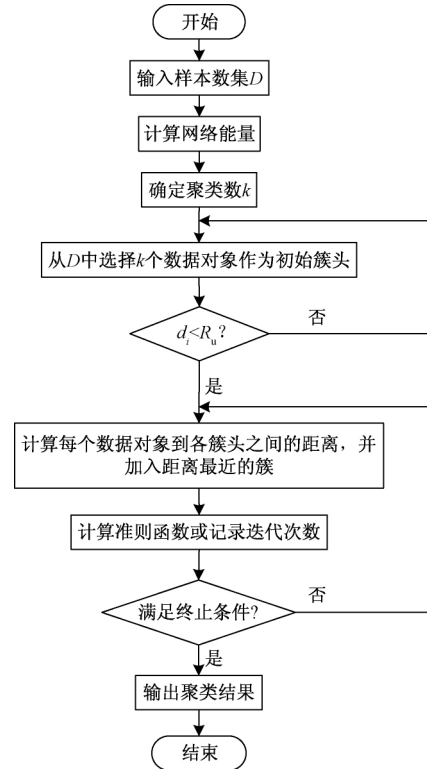 开始
输入样本数集D
计算网络能量
确定聚类数k
从D中选择k个数据对象作为初始簇头
d_i<R_u?
否
是
计算每个数据对象到各簇头之间的距离，并
加入距离最近的簇
计算准则函数或记录迭代次数
满足终止条件?
否
是
输出聚类结果
结束